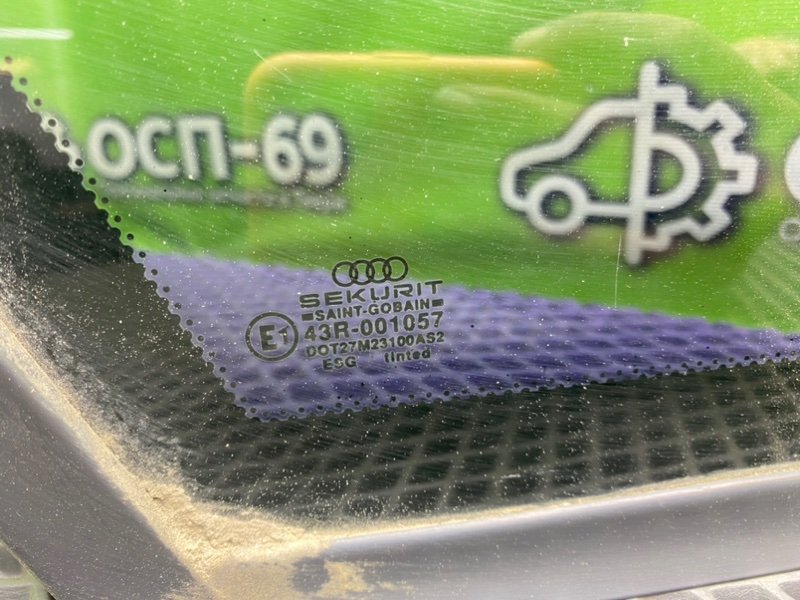 ОСП-69
SEKURIT
SAINT-GOBAIN
E1 43R-001057
DOT27M23100AS2
ESG tinted